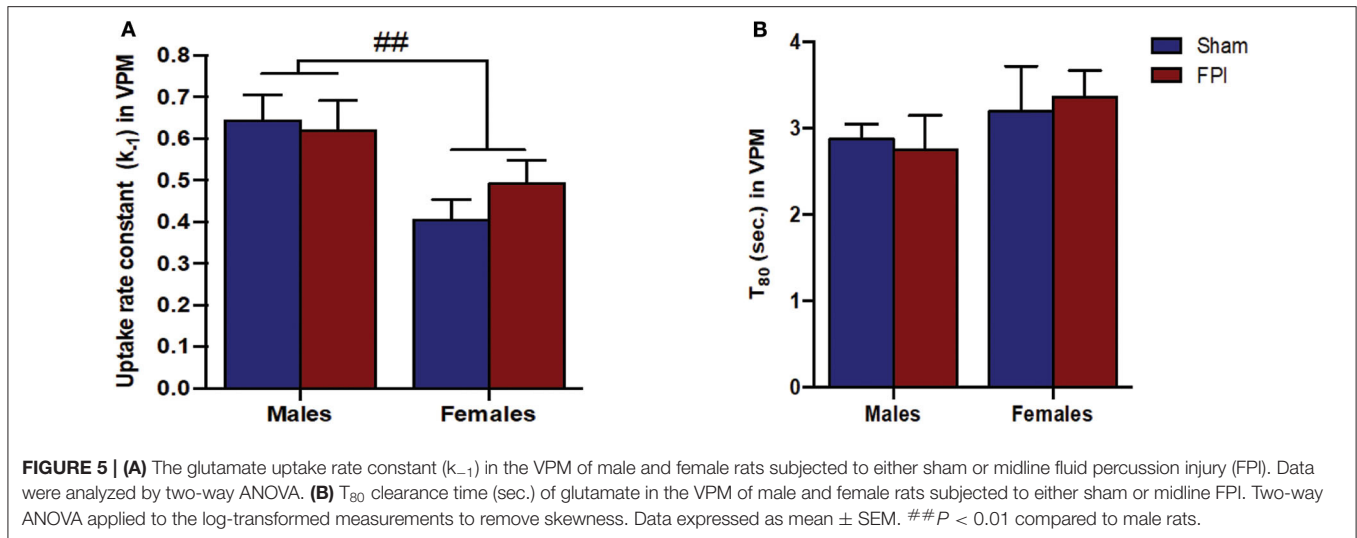 A
##
Uptake rate constant (k-1) in VPM
0.8
0.7
0.6
0.5
0.4
0.3
0.2
0.1
0.0
Males Females
B
T80 (sec.) in VPM
4
3
2
1
0
Males Females
Sham
FPI
FIGURE 5 | (A) The glutamate uptake rate constant (k−1) in the VPM of male and female rats subjected to either sham or midline fluid percussion injury (FPI). Data
were analyzed by two-way ANOVA. (B) T80 clearance time (sec.) of glutamate in the VPM of male and female rats subjected to either sham or midline FPI. Two-way
ANOVA applied to the log-transformed measurements to remove skewness. Data expressed as mean ± SEM. ##P < 0.01 compared to male rats.